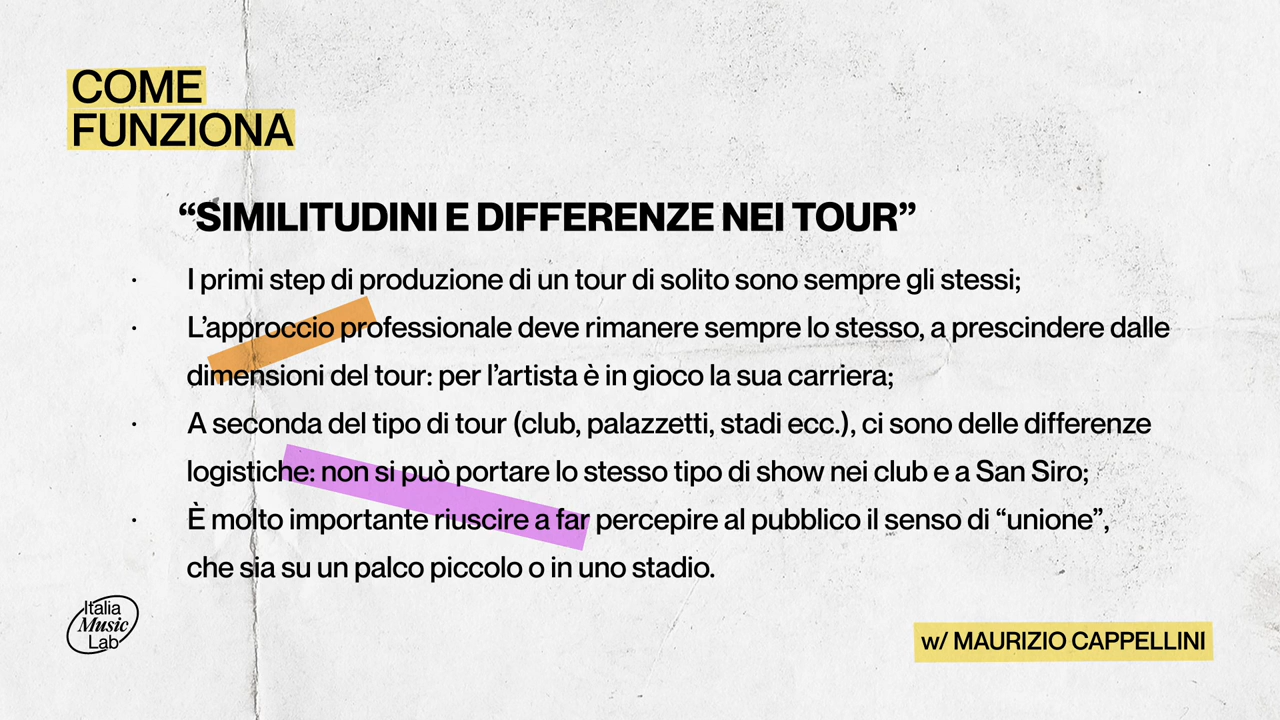 COME
FUNZIONA
“SIMILITUDINI E DIFFERENZE NEI TOUR”
· I primi step di produzione di un tour di solito sono sempre gli stessi;
· L’approccio professionale deve rimanere sempre lo stesso, a prescindere dalle
dimensioni del tour: per l’artista è in gioco la sua carriera;
· A seconda del tipo di tour (club, palazzetti, stadi ecc.), ci sono delle differenze
logistiche: non si può portare lo stesso tipo di show nei club e a San Siro;
· È molto importante riuscire a far percepire al pubblico il senso di “unione”,
che sia su un palco piccolo o in uno stadio.
Italia
Music
Lab
w/ MAURIZIO CAPPELLINI